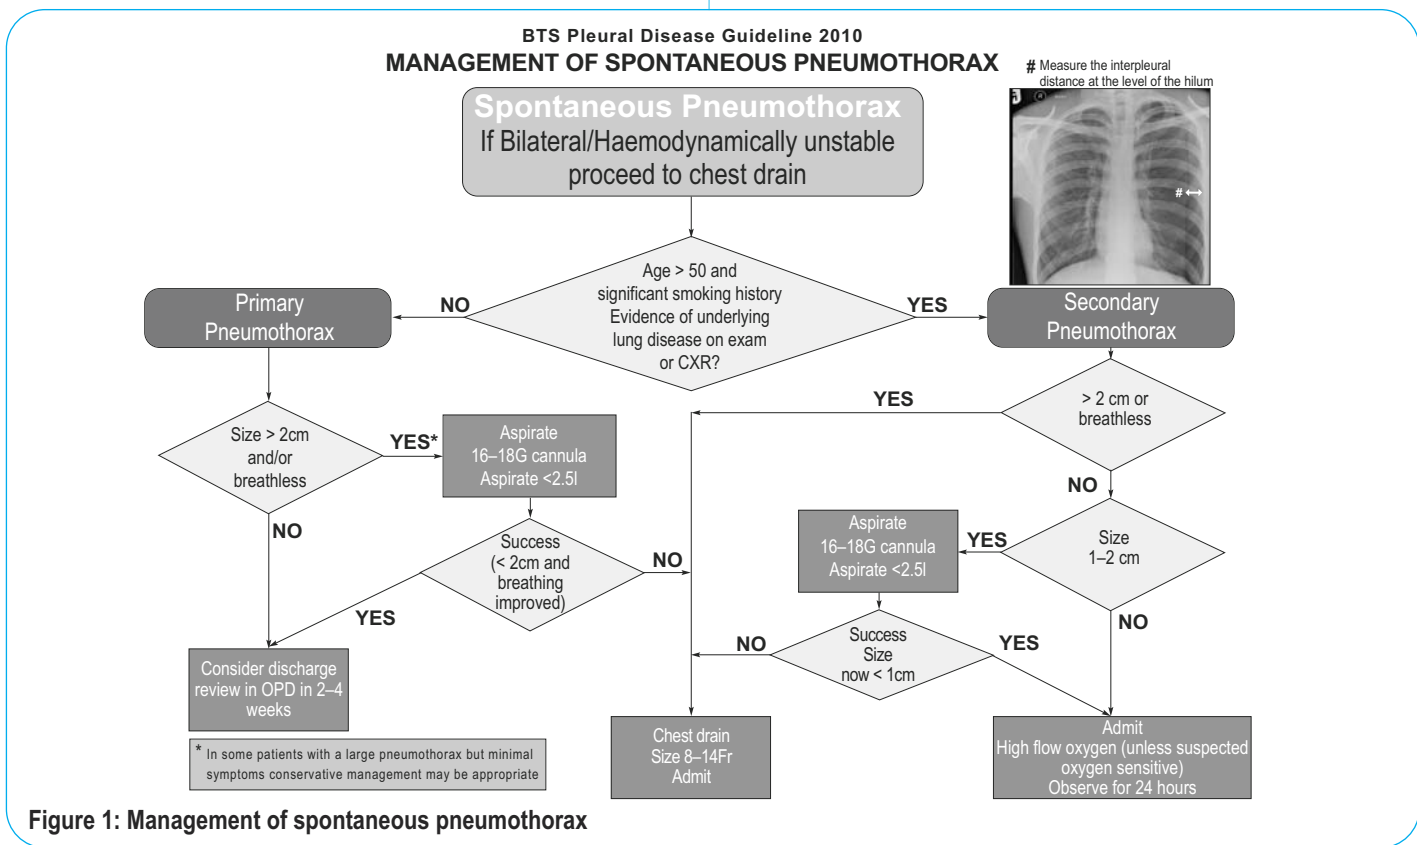 BTS Pleural Disease Guideline 2010
MANAGEMENT OF SPONTANEOUS PNEUMOTHORAX
# Measure the interpleural
distance at the level of the hilum
#
Spontaneous Pneumothorax
If Bilateral/Haemodynamically unstable
proceed to chest drain
Age > 50 and
significant smoking history
Evidence of underlying
lung disease on exam
or CXR?
NO
YES
Primary
Pneumothorax
Secondary
Pneumothorax
Size > 2cm
and/or
breathless
YES*
Aspirate
16–18G cannula
Aspirate <2.5l
NO
Success
(< 2cm and
breathing
improved)
YES
NO
Consider discharge
review in OPD in 2–4
weeks
* In some patients with a large pneumothorax but minimal
symptoms conservative management may be appropriate
> 2 cm or
breathless
YES
NO
Size
1–2 cm
YES
NO
Aspirate
16–18G cannula
Aspirate <2.5l
Success
Size
now < 1cm
NO
YES
Chest drain
Size 8–14Fr
Admit
Admit
High flow oxygen (unless suspected
oxygen sensitive)
Observe for 24 hours
Figure 1: Management of spontaneous pneumothorax